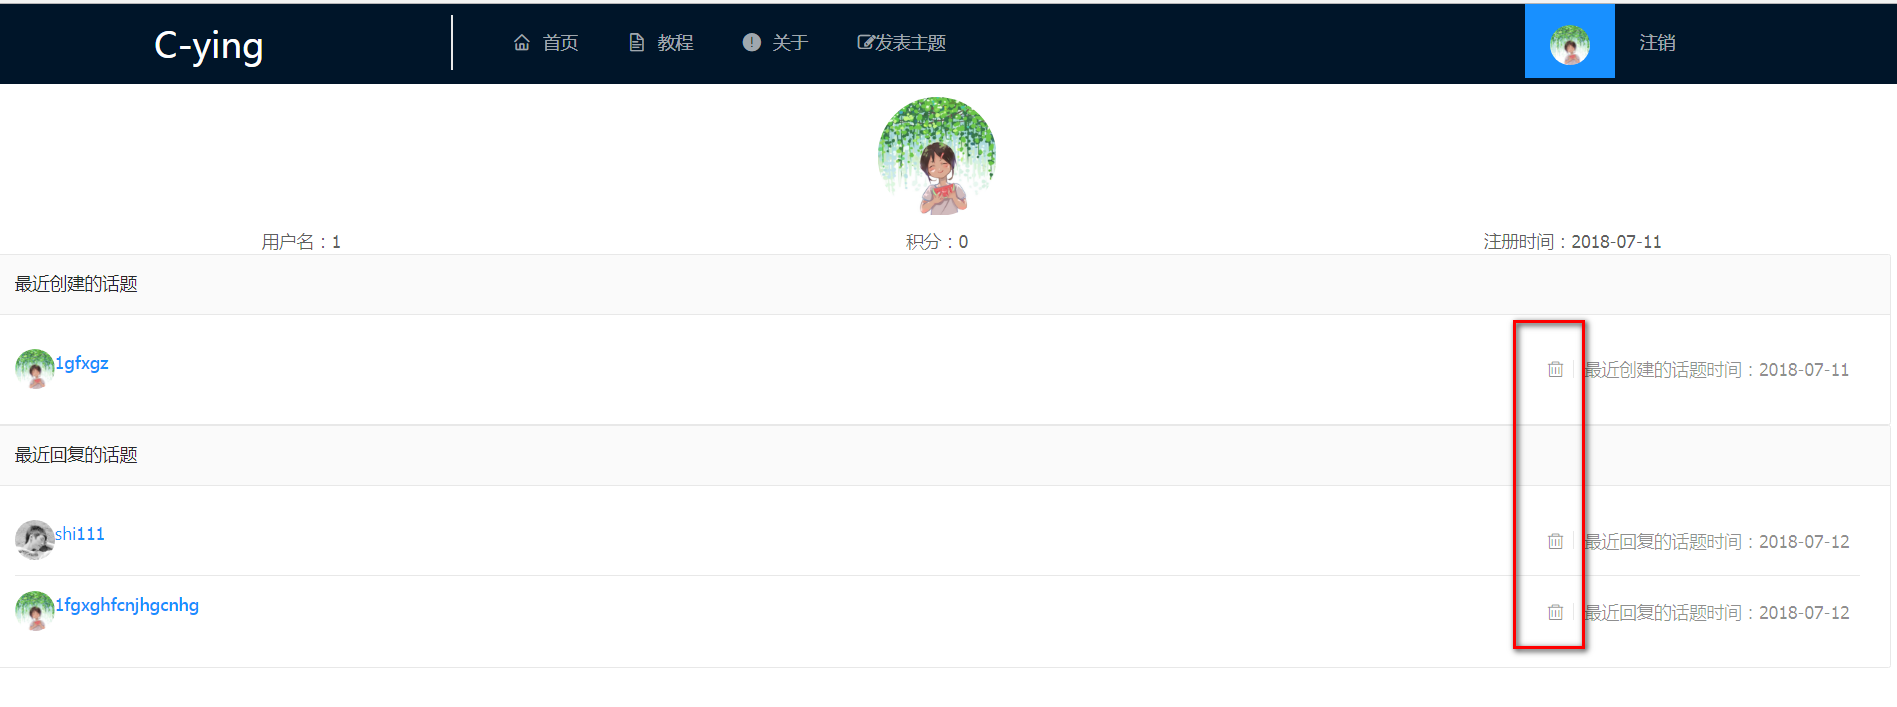 C-ying
首页 教程 关于 发表主题 注销
用户名：1 积分：0 注册时间：2018-07-11
最近创建的话题
1gfxgz 最近创建的话题时间：2018-07-11
最近回复的话题
shi111 最近回复的话题时间：2018-07-12
1fgxghfcnjhgcnhg 最近回复的话题时间：2018-07-12